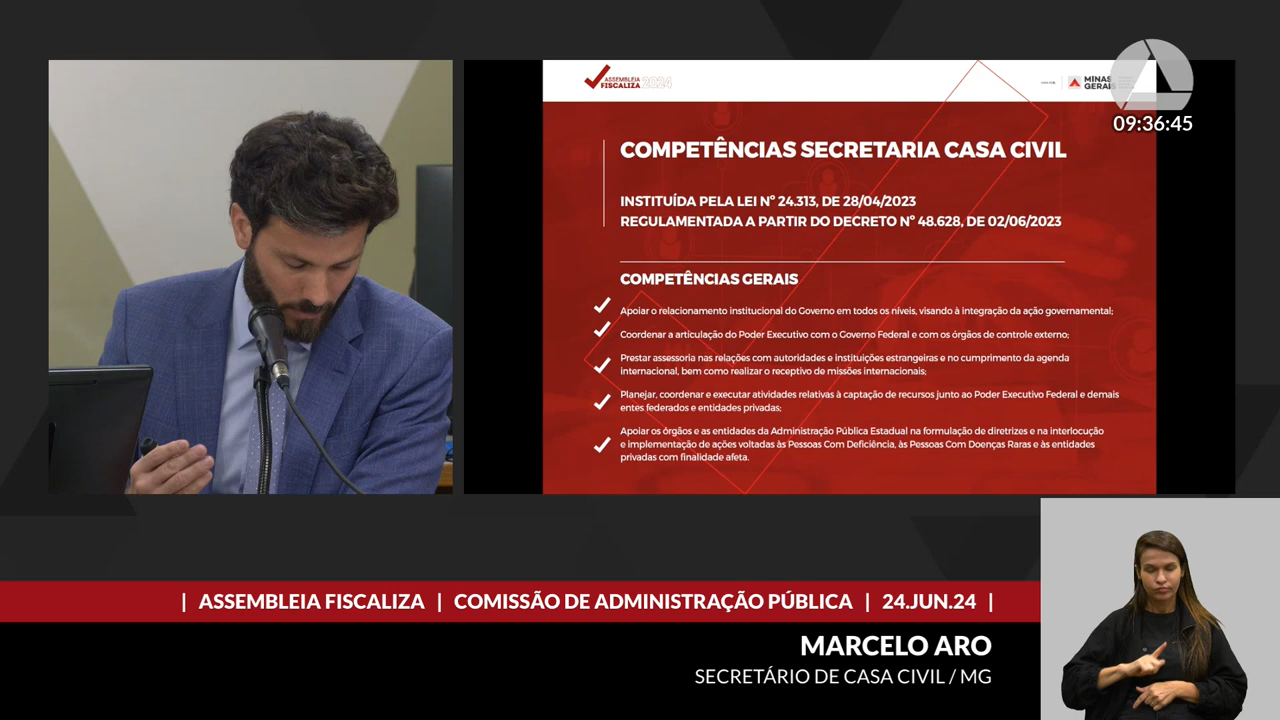 ASSEMBLEIA
FISCALIZA 2024
MINAS
GERAIS
09:36:45
COMPETÊNCIAS SECRETARIA CASA CIVIL
INSTITUÍDA PELA LEI Nº 24.313, DE 28/04/2023
REGULAMENTADA A PARTIR DO DECRETO Nº 48.628, DE 02/06/2023
COMPETÊNCIAS GERAIS
Apoiar o relacionamento institucional do Governo em todos os níveis, visando à integração da ação governamental;
Coordenar a articulação do Poder Executivo com o Governo Federal e com os órgãos de controle externo;
Prestar assessoria nas relações com autoridades e instituições estrangeiras e no cumprimento da agenda
internacional, bem como realizar o receptivo de missões internacionais;
Planejar, coordenar e executar atividades relativas à captação de recursos junto ao Poder Executivo Federal e demais
entes federados e entidades privadas;
Apoiar os órgãos e as entidades da Administração Pública Estadual na formulação de diretrizes e na interlocução
e implementação de ações voltadas às Pessoas Com Deficiência, às Pessoas Com Doenças Raras e às entidades
privadas com finalidade afeta.
| ASSEMBLEIA FISCALIZA | COMISSÃO DE ADMINISTRAÇÃO PÚBLICA | 24.JUN.24 |
MARCELO ARO
SECRETÁRIO DE CASA CIVIL / MG